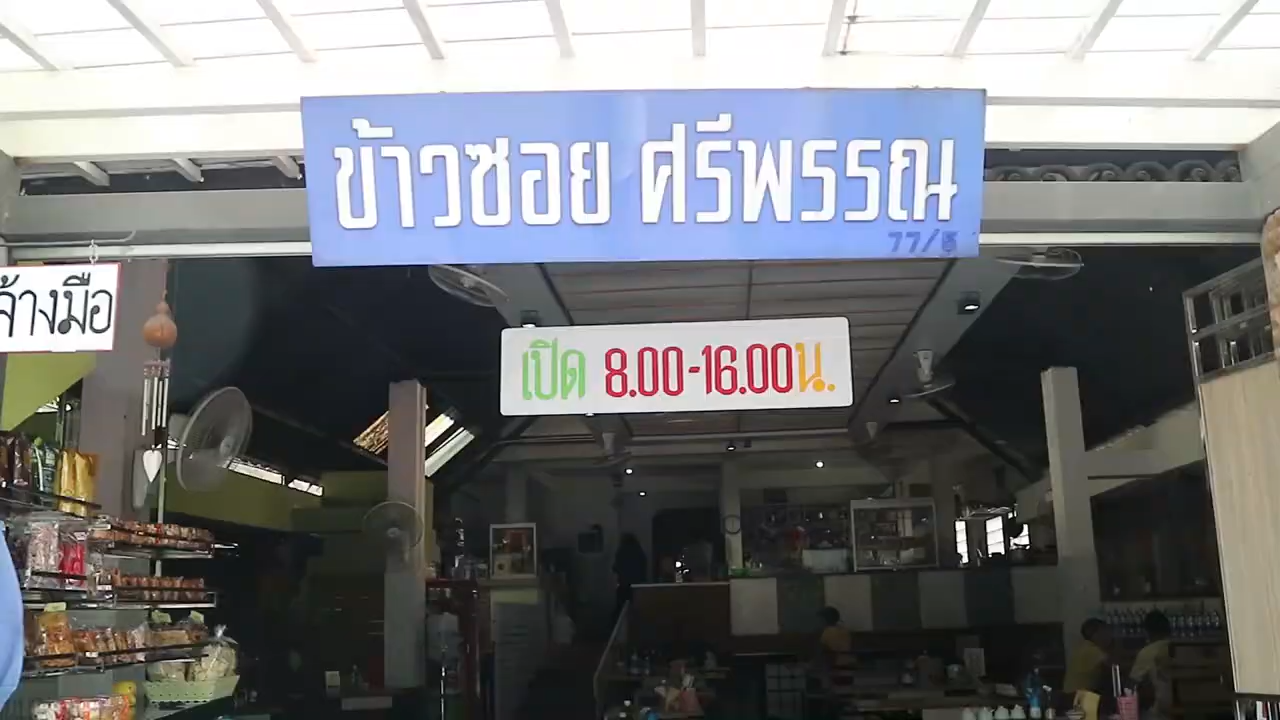 ข้าวซอย ศรีพรรณ
77/5
ล้างมือ
เปิด 8.00-16.00น.